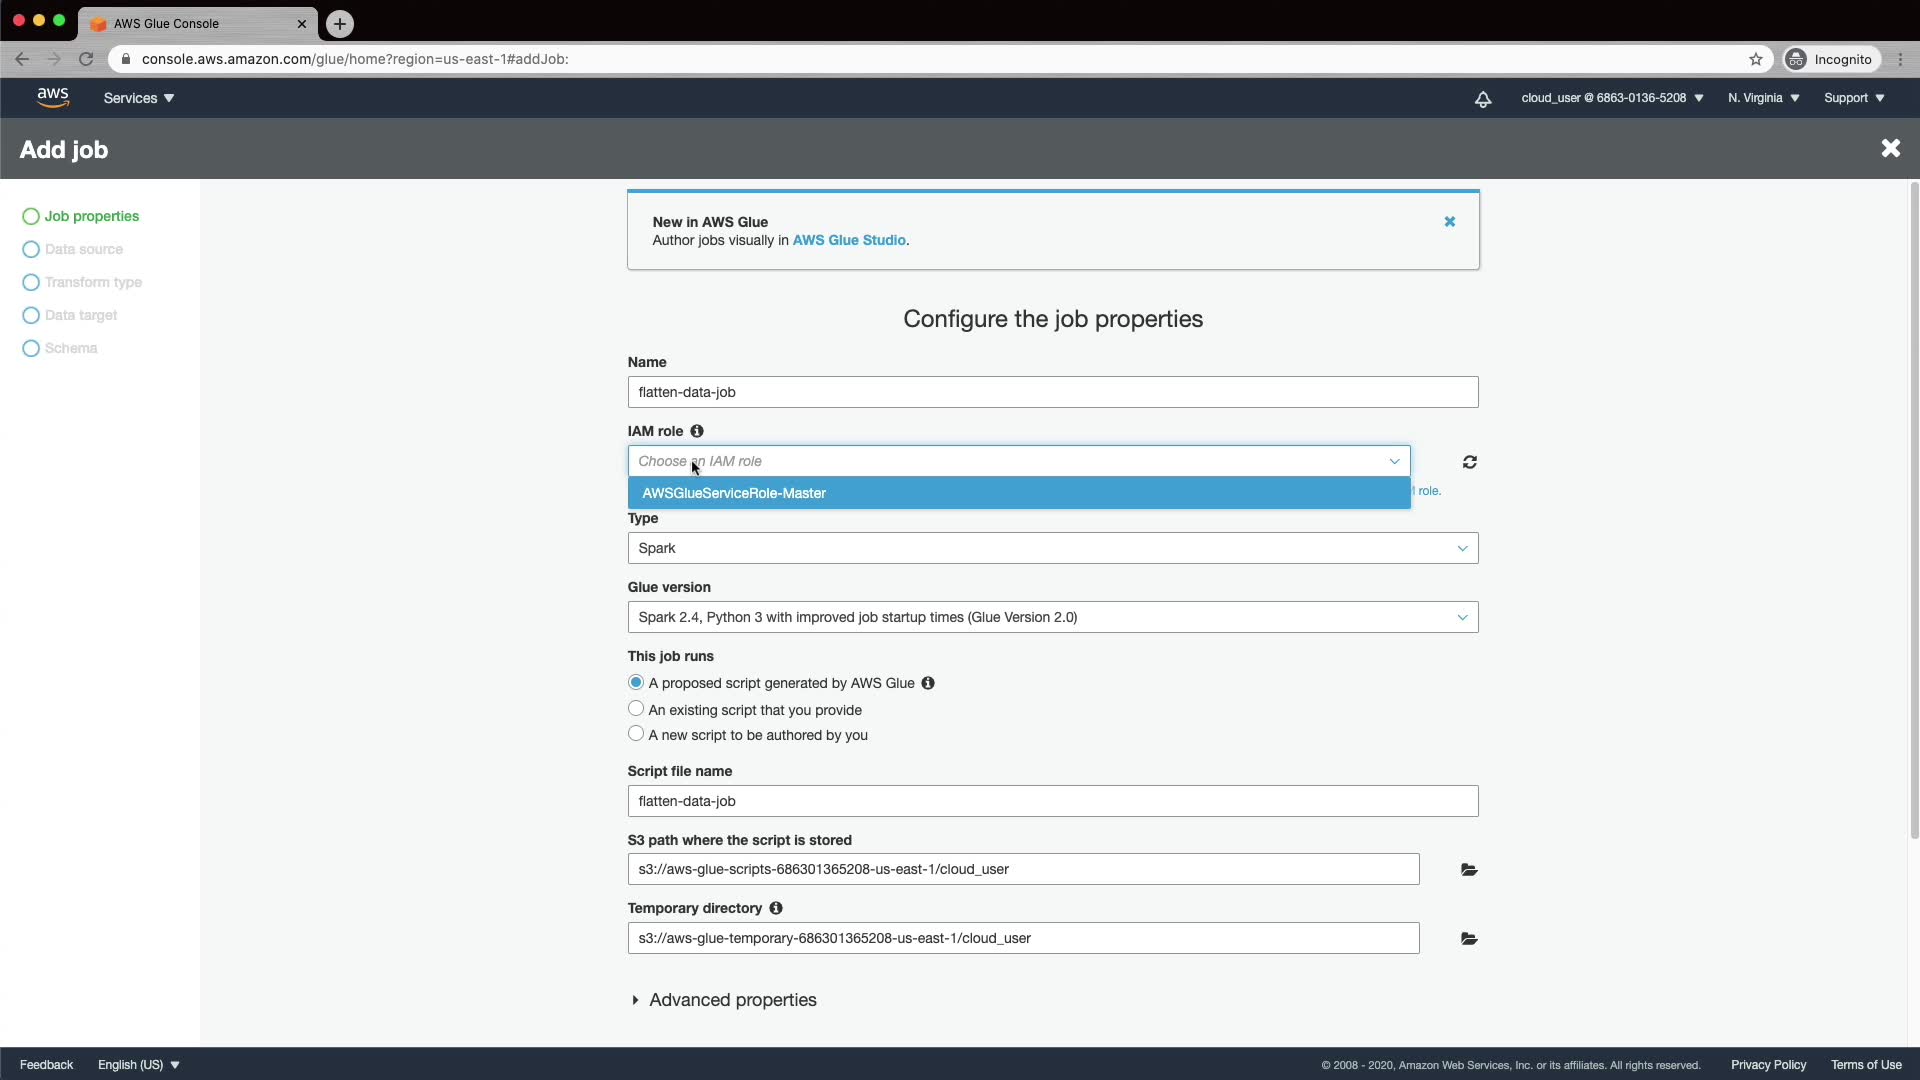 AWS Glue Console
console.aws.amazon.com/glue/home?region=us-east-1#addJob:
Incognito
aws
Services
cloud_user @ 6863-0136-5208
N. Virginia
Support
Add job
Job properties
Data source
Transform type
Data target
Schema
New in AWS Glue
Author jobs visually in AWS Glue Studio.
Configure the job properties
Name
flatten-data-job
IAM role
Choose an IAM role
AWSGlueServiceRole-Master
role.
Type
Spark
Glue version
Spark 2.4, Python 3 with improved job startup times (Glue Version 2.0)
This job runs
A proposed script generated by AWS Glue
An existing script that you provide
A new script to be authored by you
Script file name
flatten-data-job
S3 path where the script is stored
s3://aws-glue-scripts-686301365208-us-east-1/cloud_user
Temporary directory
s3://aws-glue-temporary-686301365208-us-east-1/cloud_user
Advanced properties
Feedback
English (US)
© 2008 - 2020, Amazon Web Services, Inc. or its affiliates. All rights reserved.
Privacy Policy
Terms of Use